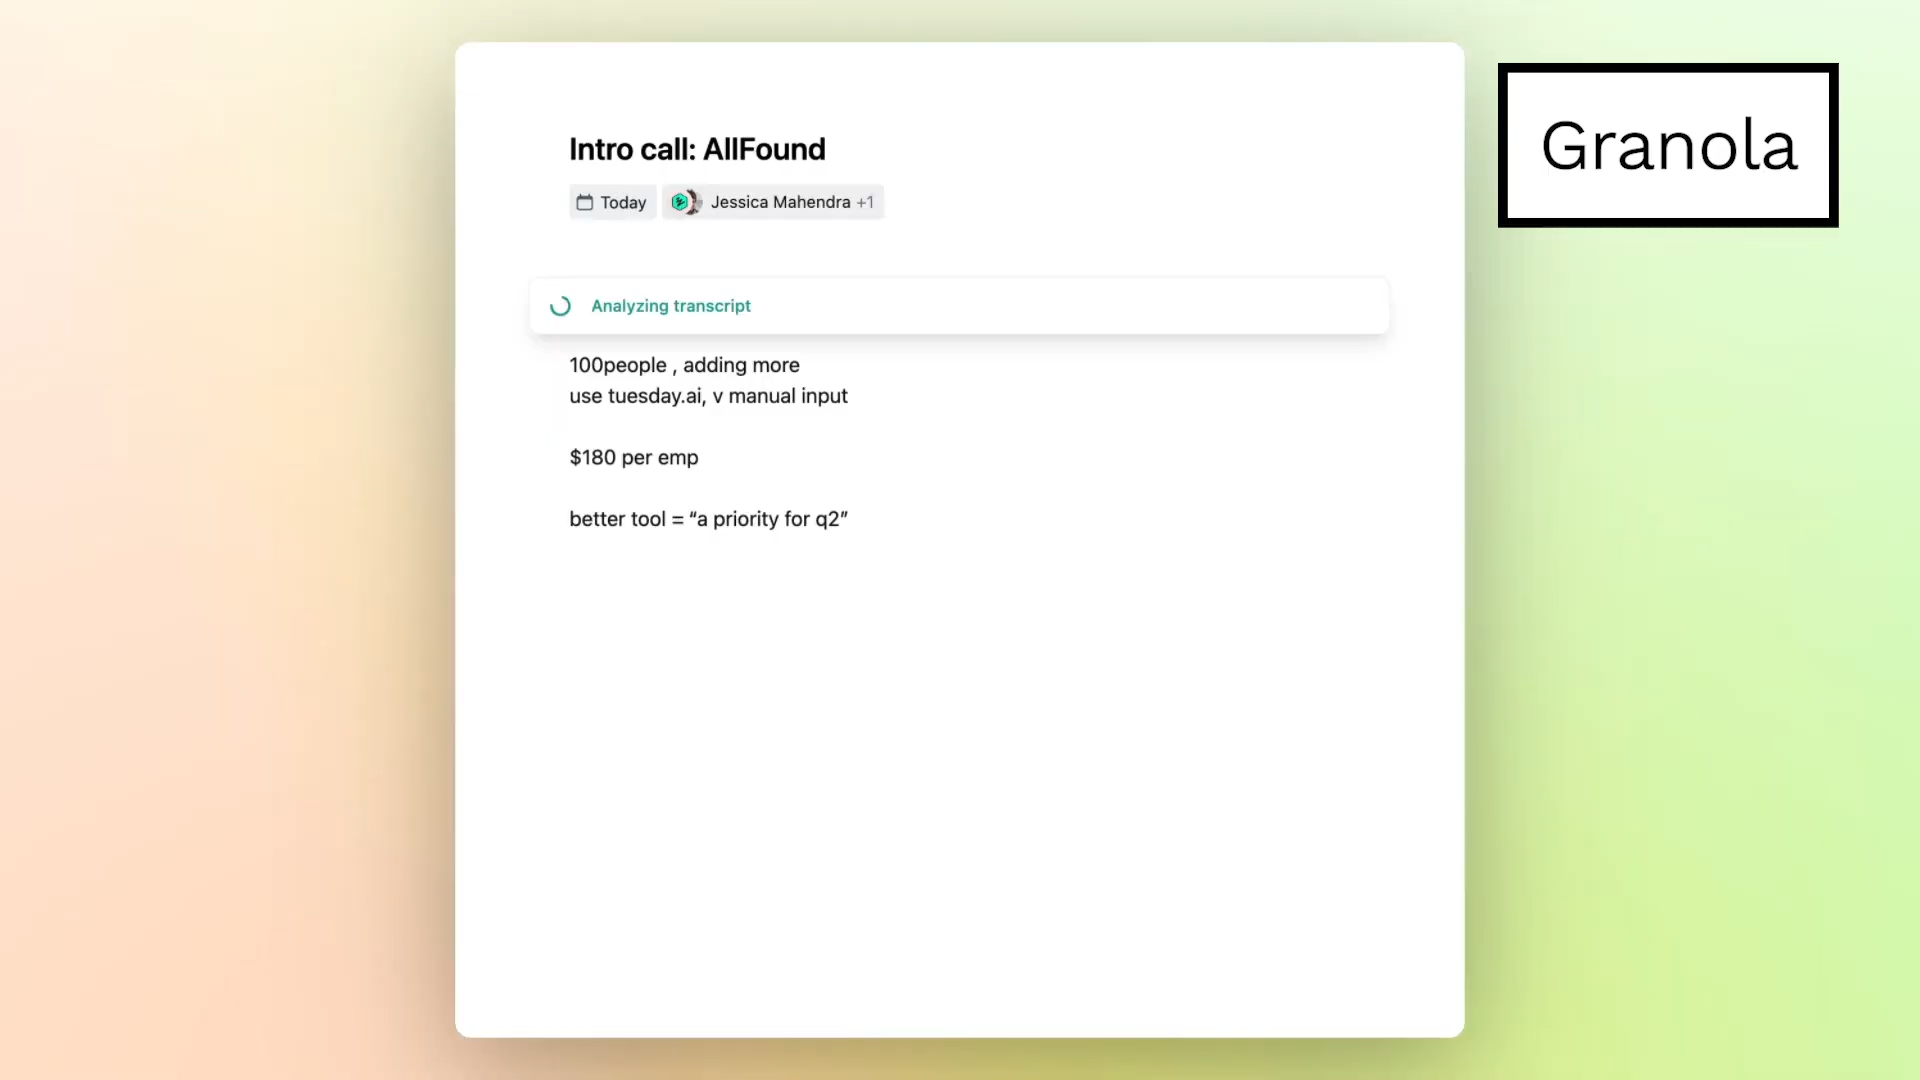 Intro call: AllFound
Granola
Today
Jessica Mahendra +1
Analyzing transcript
100people , adding more
use tuesday.ai, v manual input
$180 per emp
better tool = “a priority for q2”